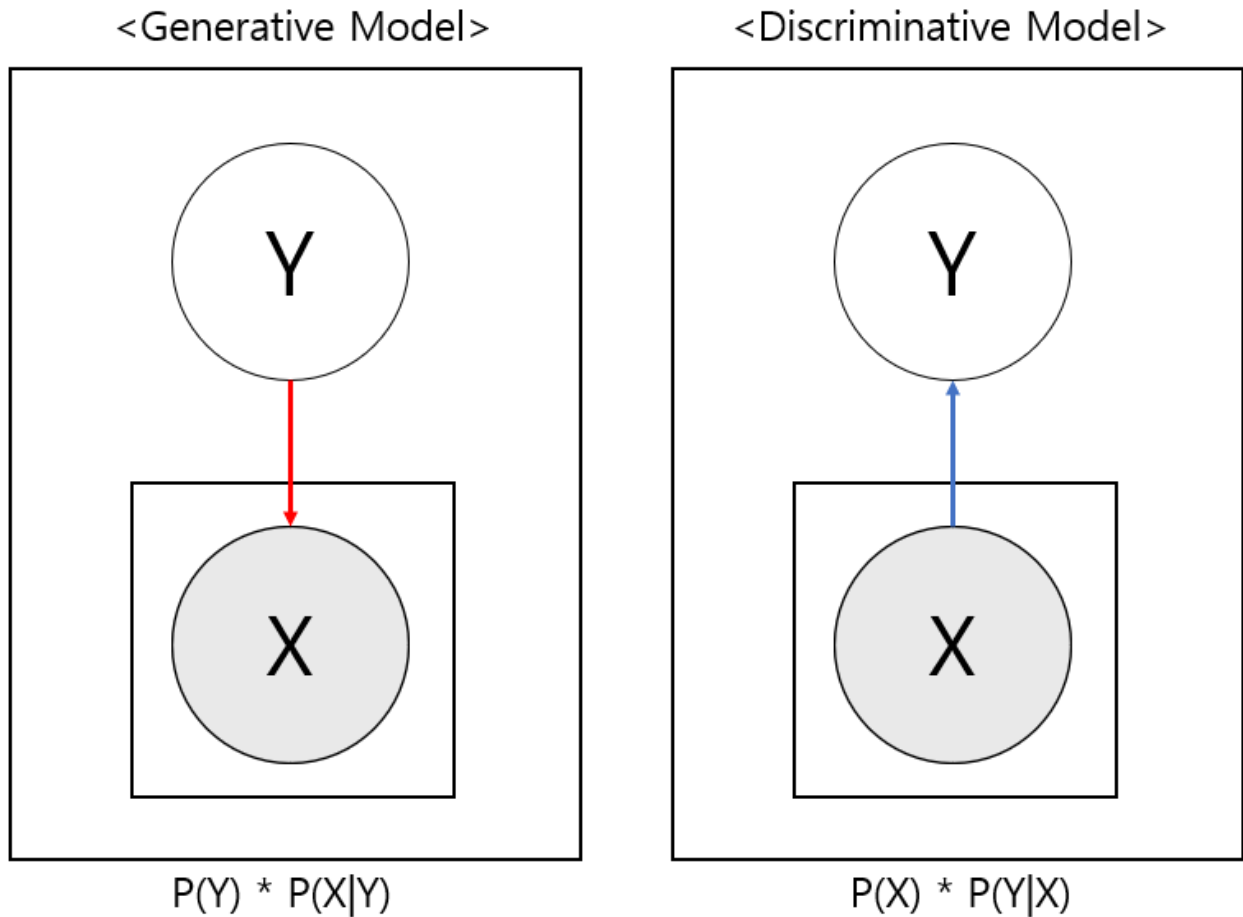 <Generative Model>
Y
X
P(Y) * P(X|Y)
<Discriminative Model>
Y
X
P(X) * P(Y|X)